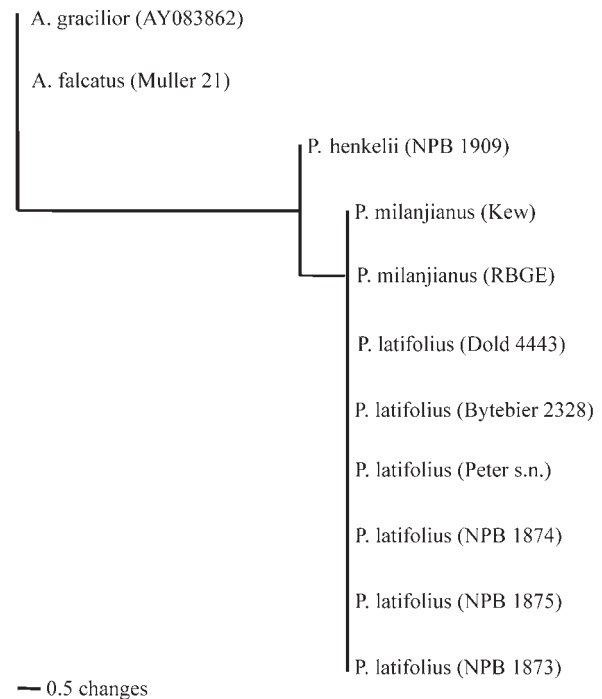 A. gracilior (AY083862)
A. falcatus (Muller 21)
P. henkelii (NPB 1909)
P. milanjianus (Kew)
P. milanjianus (RBGE)
P. latifolius (Dold 4443)
P. latifolius (Bytebier 2328)
P. latifolius (Peter s.n.)
P. latifolius (NPB 1874)
P. latifolius (NPB 1875)
P. latifolius (NPB 1873)
0.5 changes